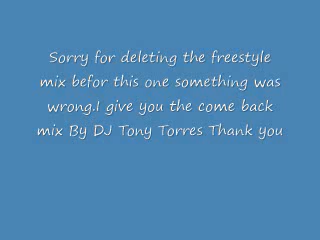 Sorry for deleting the freestyle
mix befor this one something was
wrong.I give you the come back
mix By DJ Tony Torres Thank you